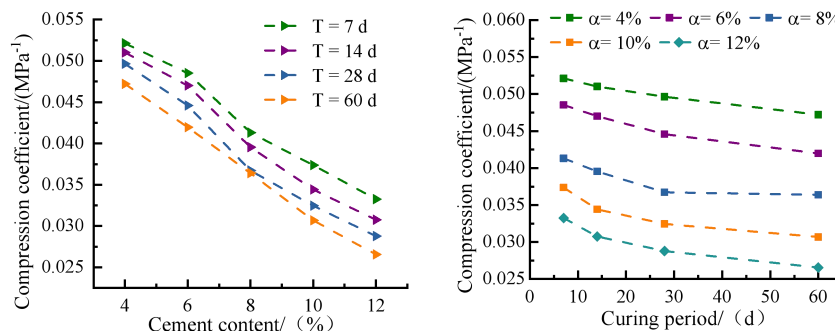 0.055
0.050
0.045
0.040
0.035
0.030
0.025
Compression coefficient/(MPa⁻¹)
T = 7 d
T = 14 d
T = 28 d
T = 60 d
4 6 8 10 12
Cement content/（%）
α= 4% α= 6% α= 8%
α= 10% α= 12%
0.060
0.055
0.050
0.045
0.040
0.035
0.030
0.025
Compression coefficient/(MPa⁻¹)
0 10 20 30 40 50 60
Curing period/（d）